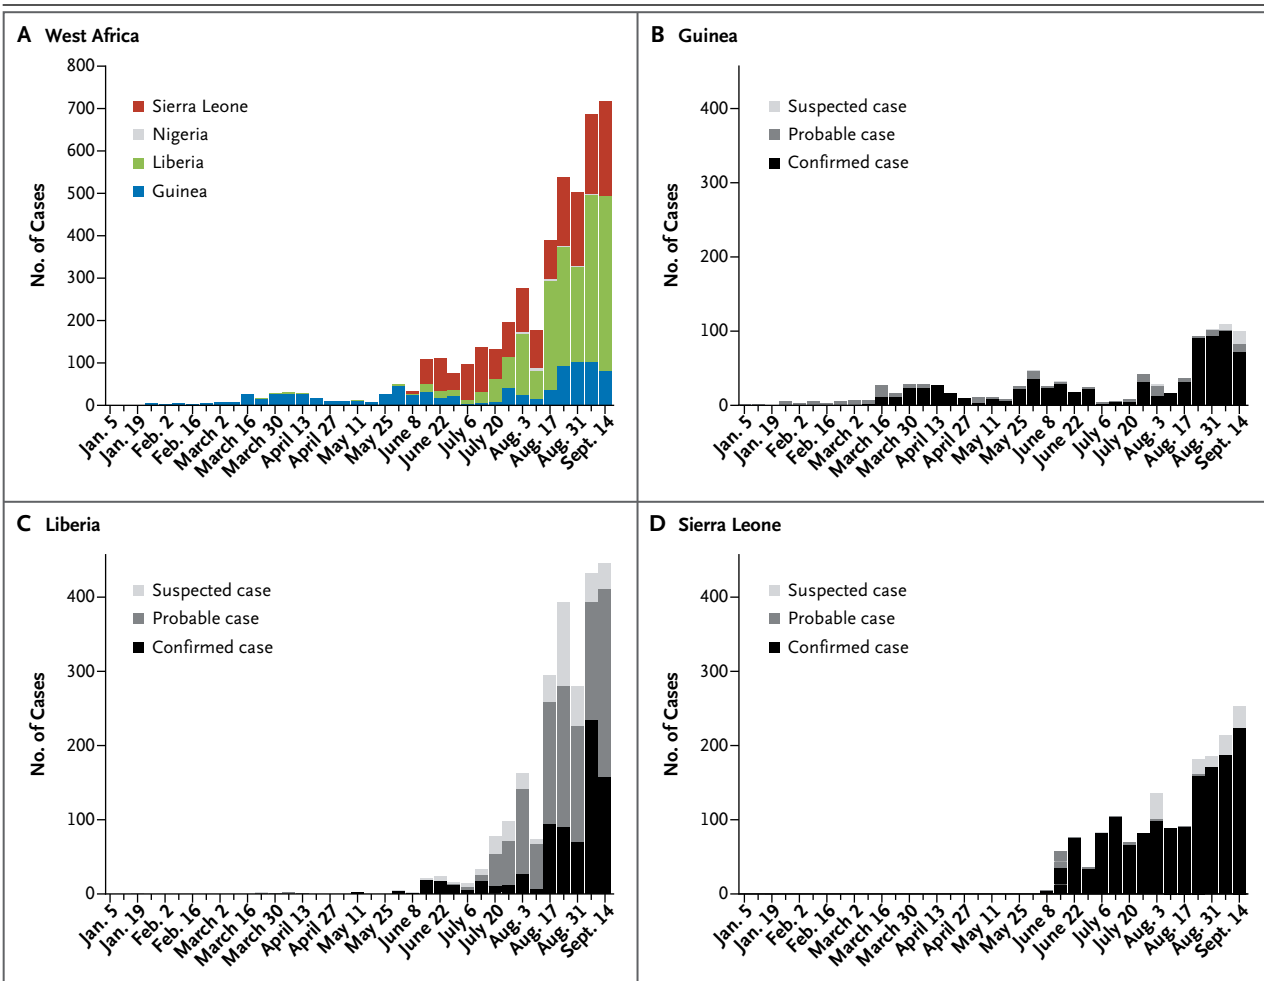 A West Africa
800
700
600
500
400
300
200
100
0
No. of Cases
Sierra Leone
Nigeria
Liberia
Guinea
Jan. 5
Jan. 19
Feb. 2
Feb. 16
March 2
March 16
March 30
April 13
April 27
May 11
May 25
June 8
June 22
July 6
July 20
Aug. 3
Aug. 17
Aug. 31
Sept. 14
B Guinea
400
300
200
100
0
No. of Cases
Suspected case
Probable case
Confirmed case
Jan. 5
Jan. 19
Feb. 2
Feb. 16
March 2
March 16
March 30
April 13
April 27
May 11
May 25
June 8
June 22
July 6
July 20
Aug. 3
Aug. 17
Aug. 31
Sept. 14
C Liberia
400
300
200
100
0
No. of Cases
Suspected case
Probable case
Confirmed case
Jan. 5
Jan. 19
Feb. 2
Feb. 16
March 2
March 16
March 30
April 13
April 27
May 11
May 25
June 8
June 22
July 6
July 20
Aug. 3
Aug. 17
Aug. 31
Sept. 14
D Sierra Leone
400
300
200
100
0
No. of Cases
Suspected case
Probable case
Confirmed case
Jan. 5
Jan. 19
Feb. 2
Feb. 16
March 2
March 16
March 30
April 13
April 27
May 11
May 25
June 8
June 22
July 6
July 20
Aug. 3
Aug. 17
Aug. 31
Sept. 14